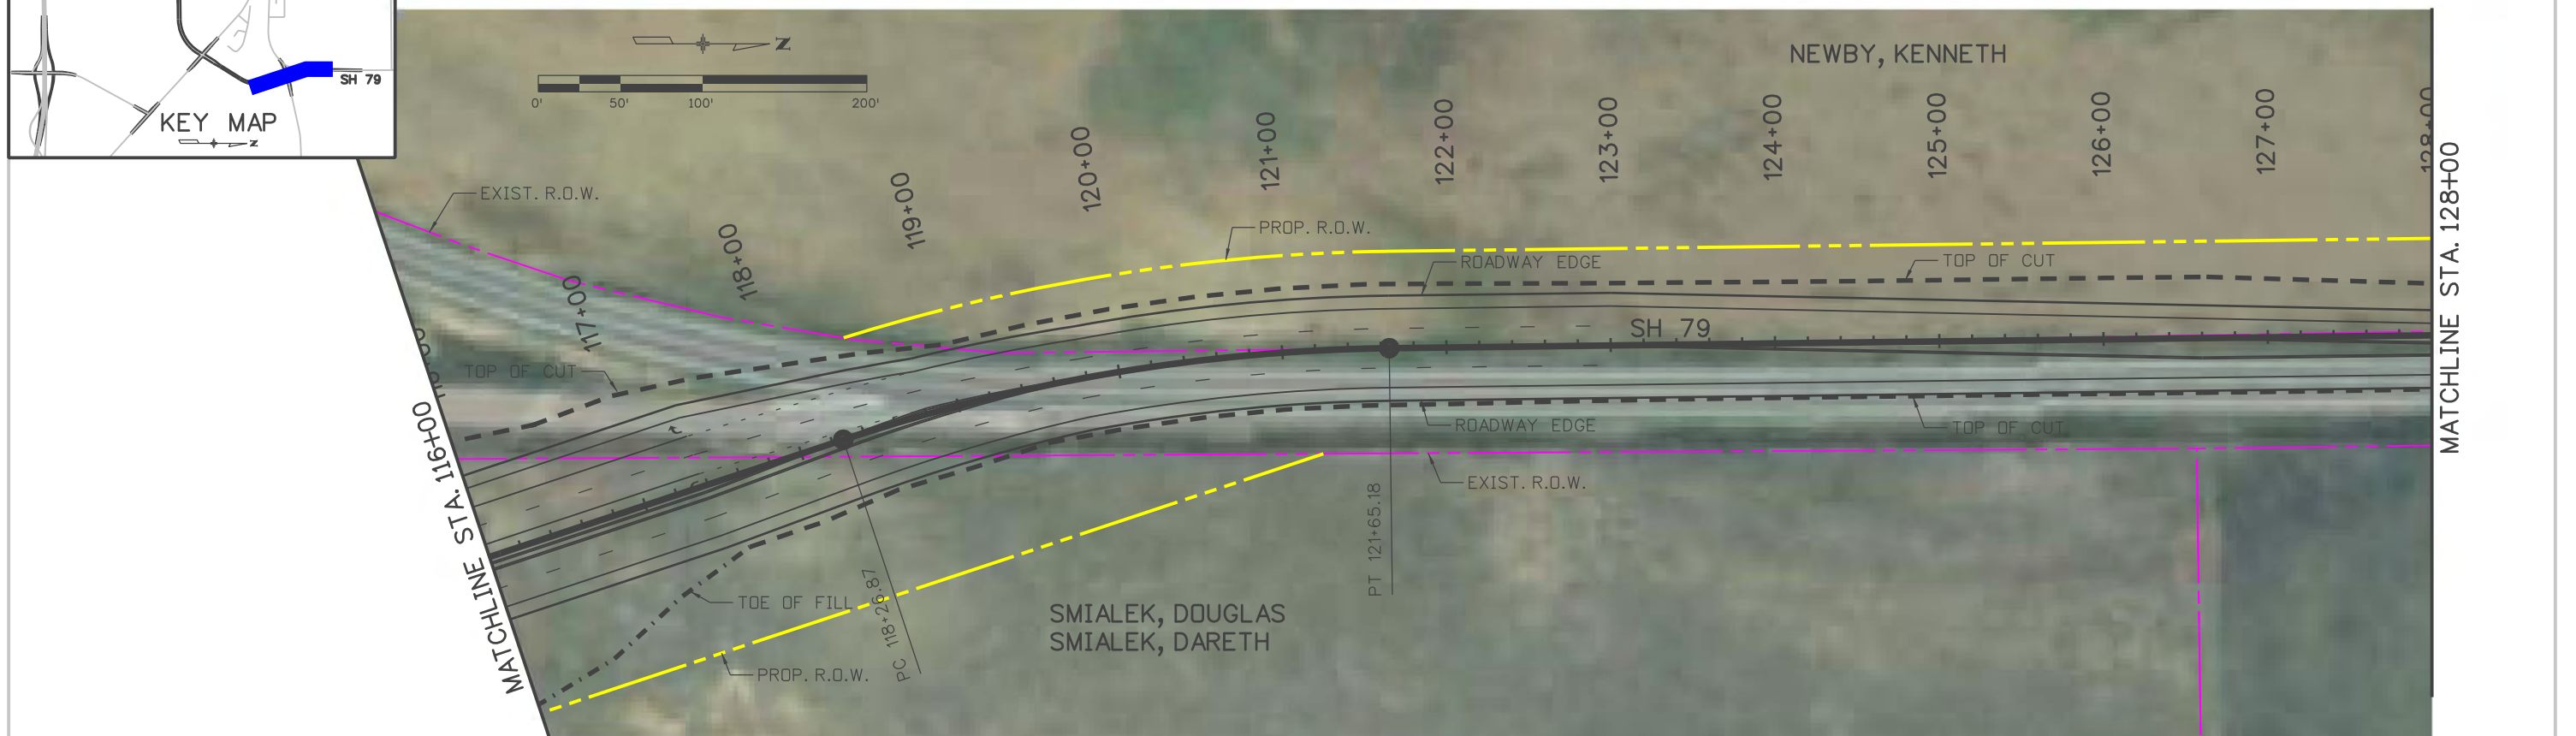 SH 79
KEY MAP
Z
Z
0'
50'
100'
200'
NEWBY, KENNETH
EXIST. R.O.W.
117+00
118+00
119+00
120+00
121+00
122+00
123+00
124+00
125+00
126+00
127+00
128+00
PROP. R.O.W.
ROADWAY EDGE
TOP OF CUT
SH 79
TOP OF CUT
ROADWAY EDGE
TOP OF CUT
EXIST. R.O.W.
MATCHLINE STA. 116+00
MATCHLINE STA. 128+00
PT 121+65.18
PC 118+26.87
TOE OF FILL
PROP. R.O.W.
SMIALEK, DOUGLAS
SMIALEK, DARETH